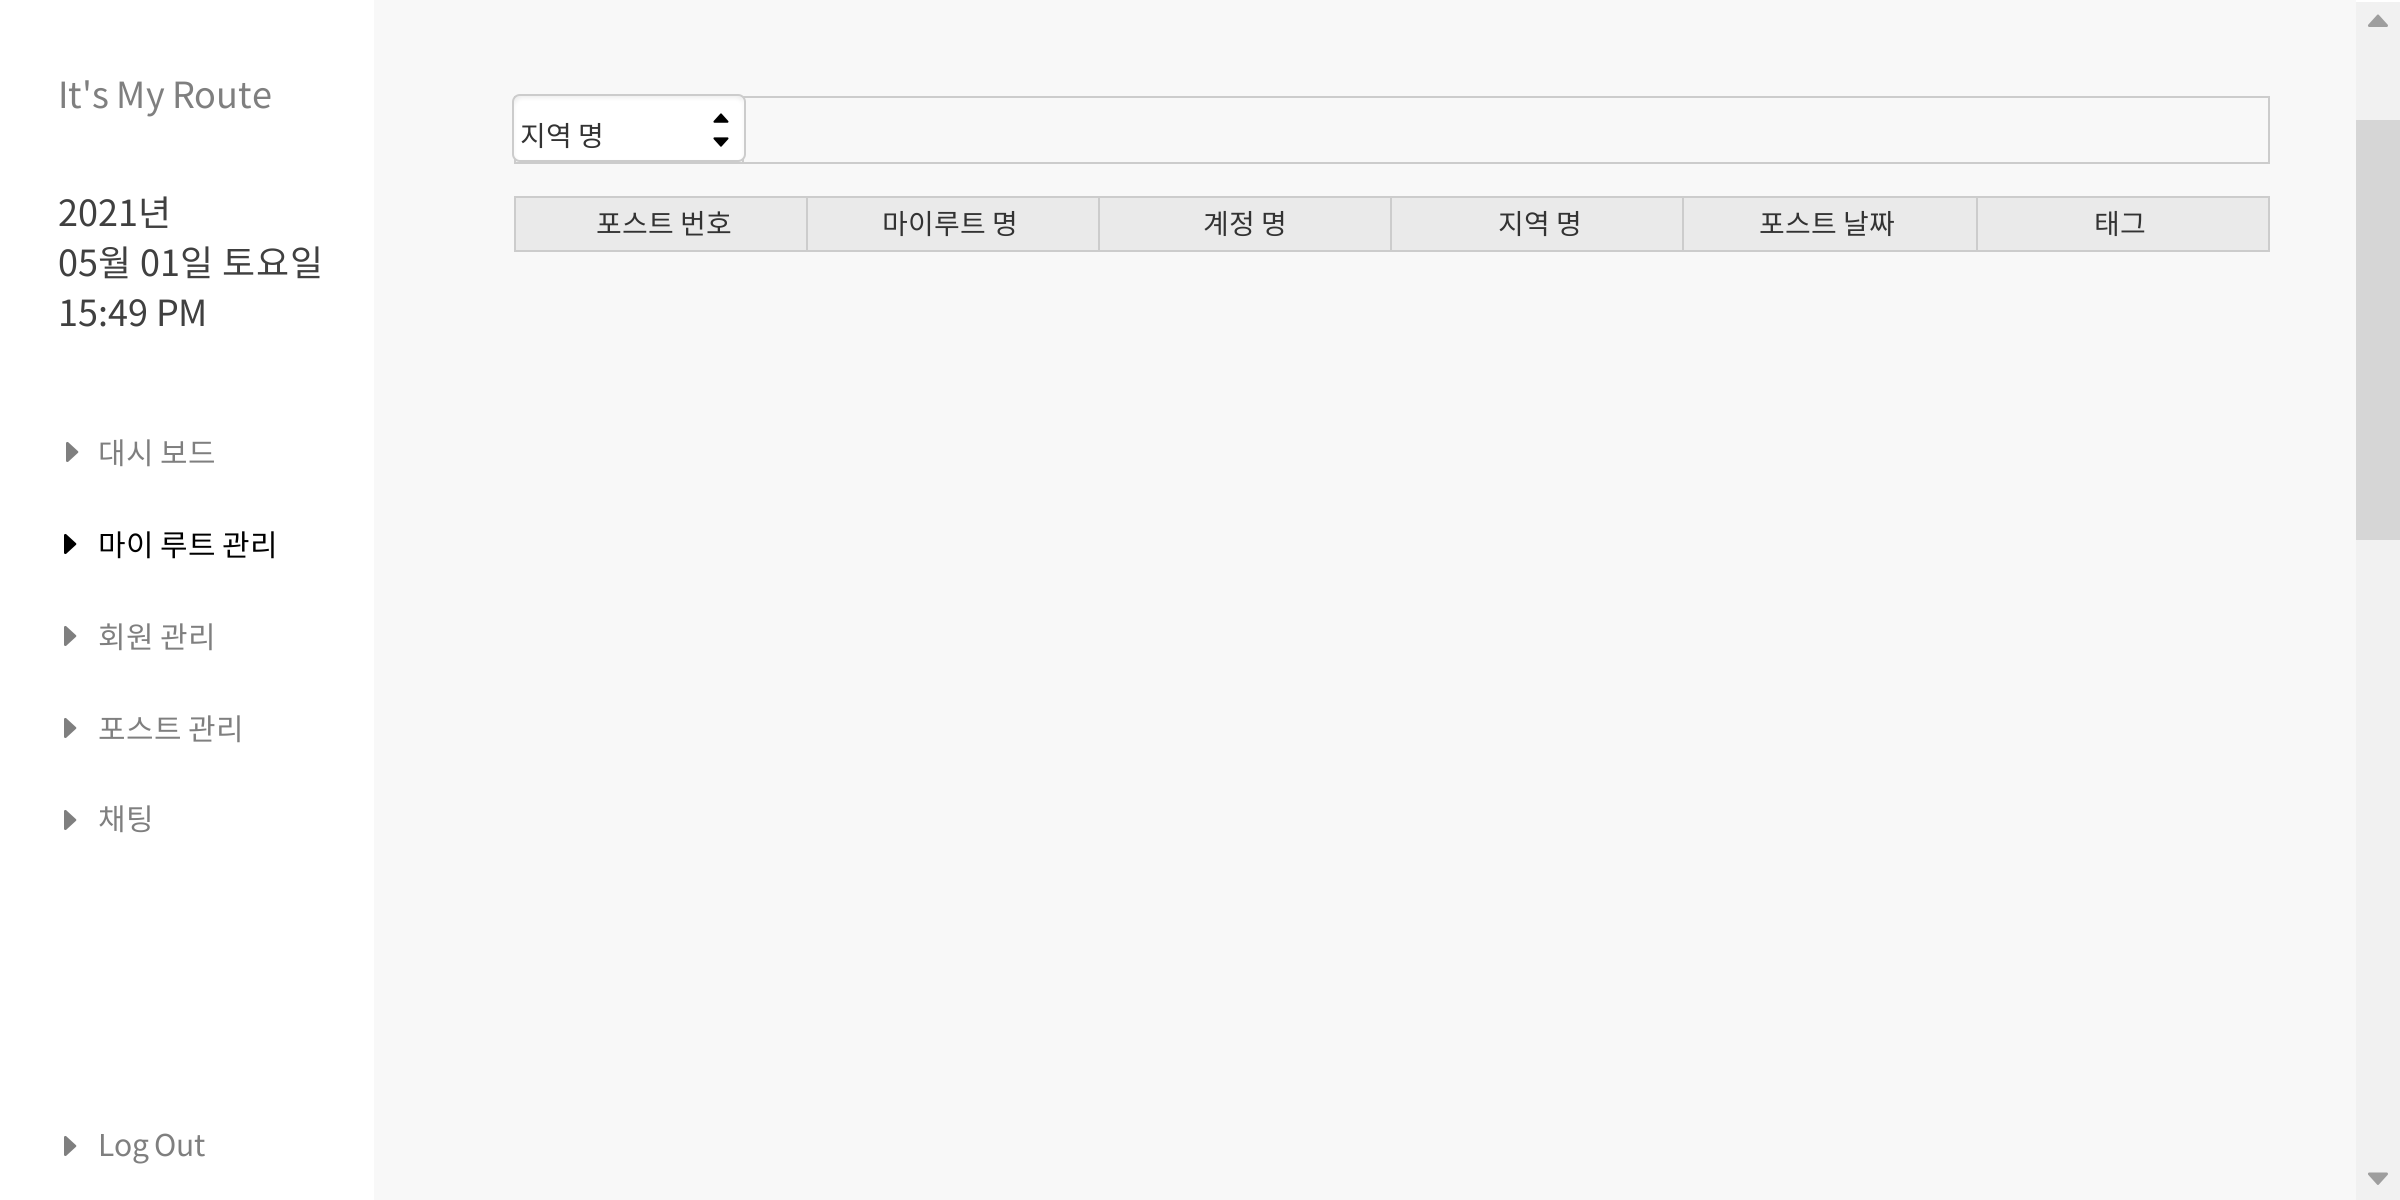 It's My Route
2021년
05월 01일 토요일
15:49 PM
대시 보드
마이 루트 관리
회원 관리
포스트 관리
채팅
Log Out
지역 명
포스트 번호 마이루트 명 계정 명 지역 명 포스트 날짜 태그